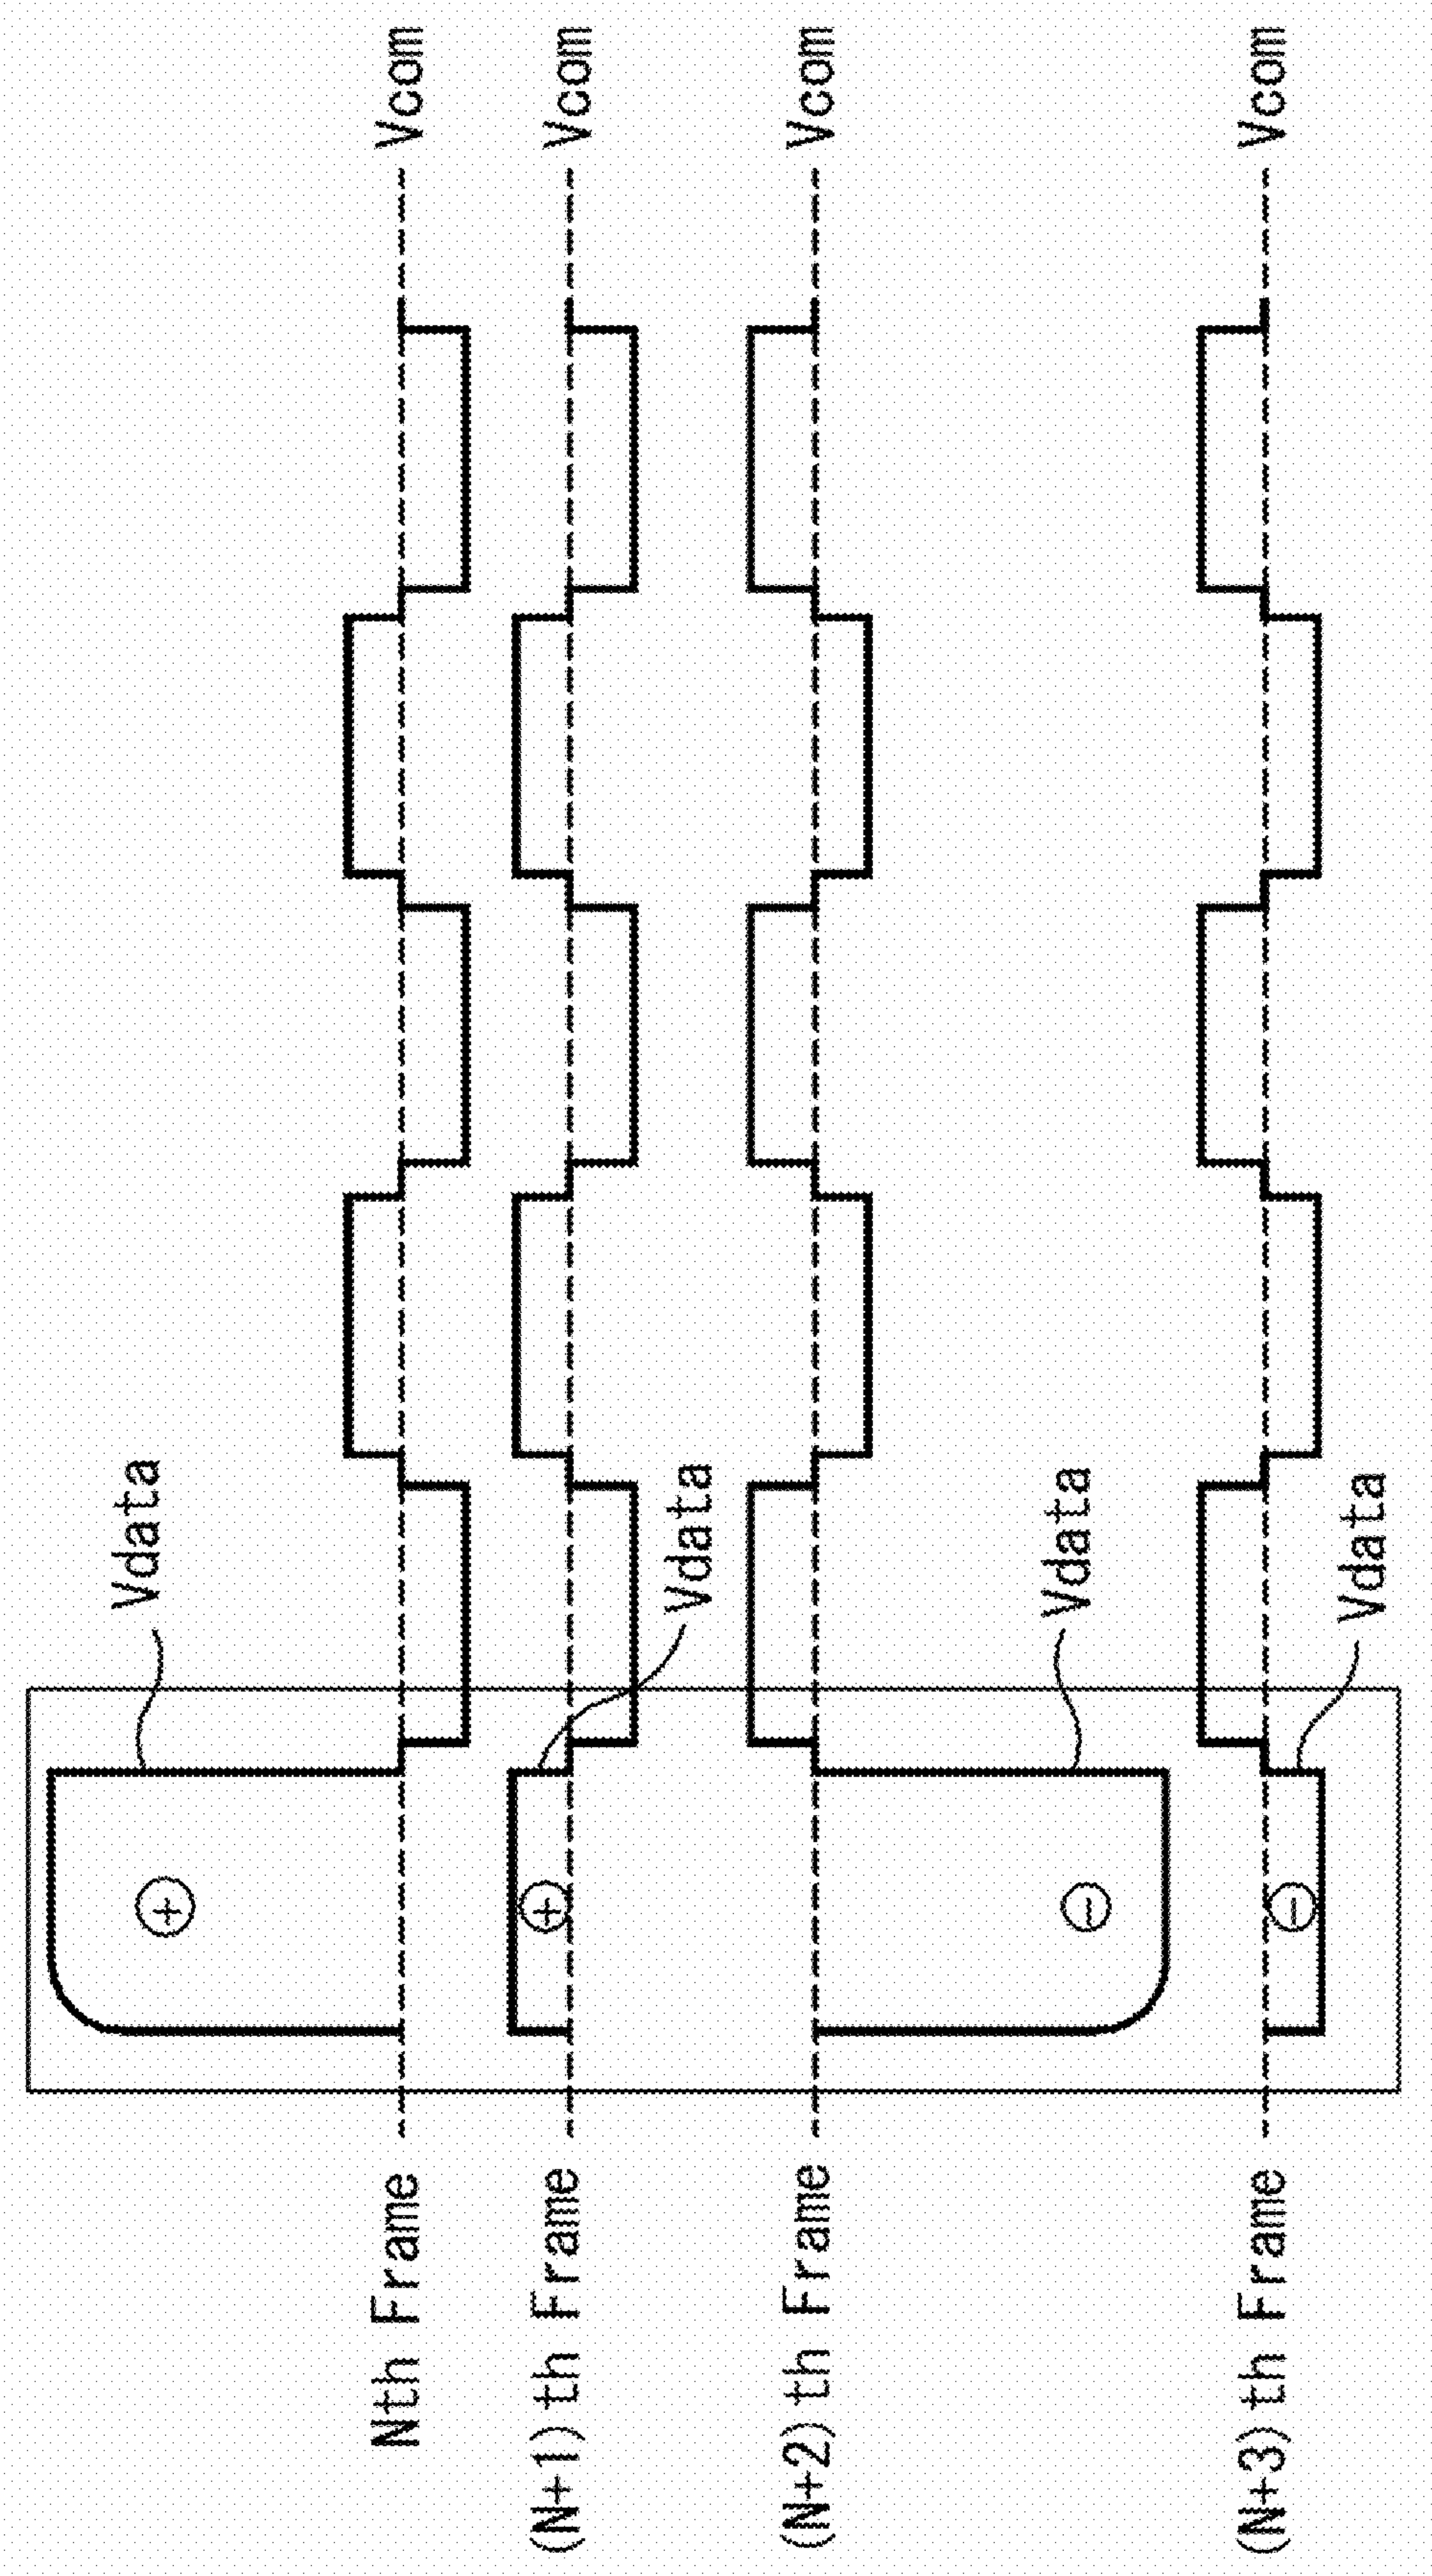 Nth Frame
Vdata
⊕
Vcom
(N+1)th Frame
⊕
Vdata
Vcom
(N+2)th Frame
⊖
Vdata
Vcom
(N+3)th Frame
⊖
Vdata
Vcom